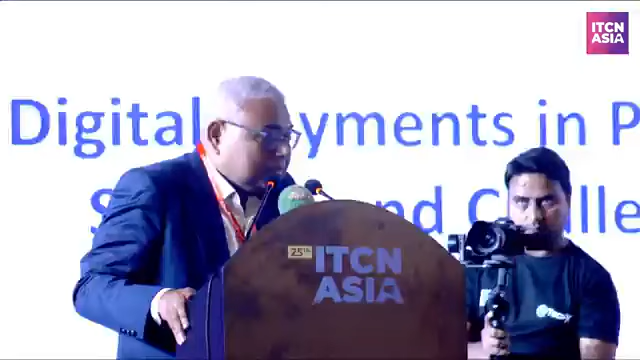 ITCN
ASIA
Digital yments in P
S nd Challe
25TH ITCN
ASIA